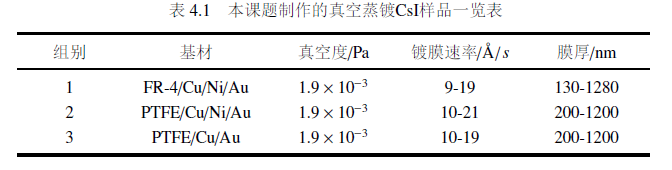 表 4.1 本课题制作的真空蒸镀CsI样品一览表
组别 基材 真空度/Pa 镀膜速率/Å/s 膜厚/nm
1 FR-4/Cu/Ni/Au 1.9 × 10⁻³ 9-19 130-1280
2 PTFE/Cu/Ni/Au 1.9 × 10⁻³ 10-21 200-1200
3 PTFE/Cu/Au 1.9 × 10⁻³ 10-19 200-1200